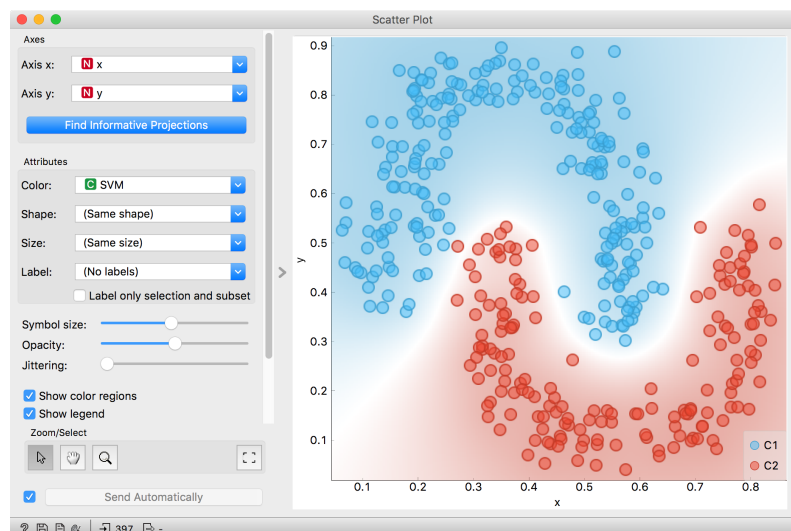 Scatter Plot
Axes
Axis x: N x
Axis y: N y
Find Informative Projections
Attributes
Color: C SVM
Shape: (Same shape)
Size: (Same size)
Label: (No labels)
Label only selection and subset
Symbol size:
Opacity:
Jittering:
Show color regions
Show legend
Zoom/Select
Send Automatically
? 397 -
0.9
0.8
0.7
0.6
0.5
0.4
0.3
0.2
0.1
y
0.1 0.2 0.3 0.4 0.5 0.6 0.7 0.8
x
C1
C2